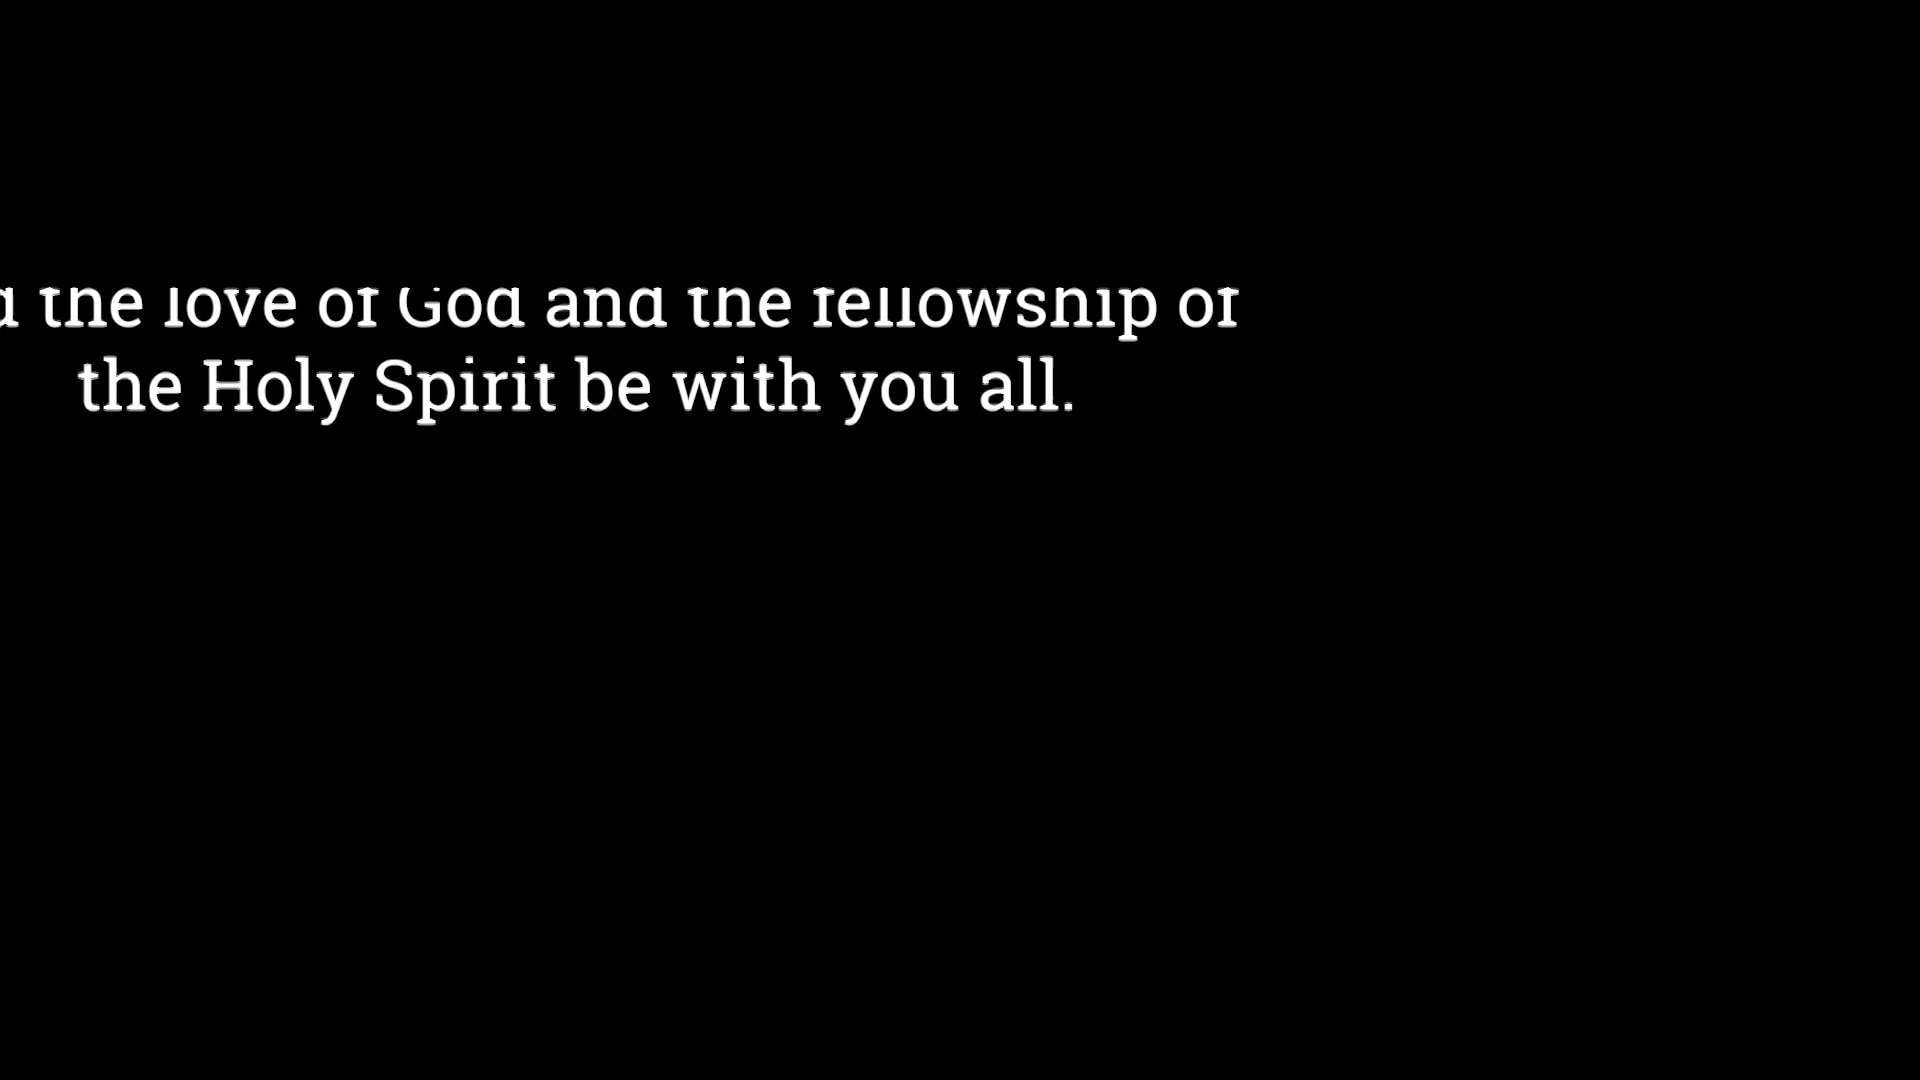 the love of God and the fellowship of
the Holy Spirit be with you all.